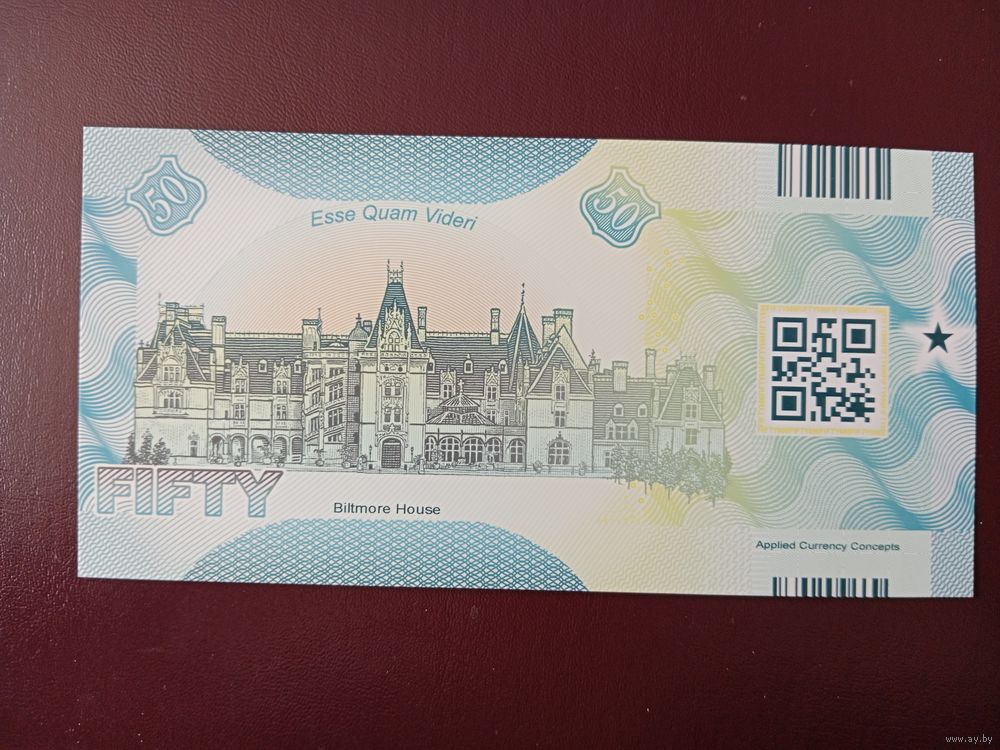 50
50
Esse Quam Videri
FIFTY
Biltmore House
Applied Currency Concepts
www.ay.by